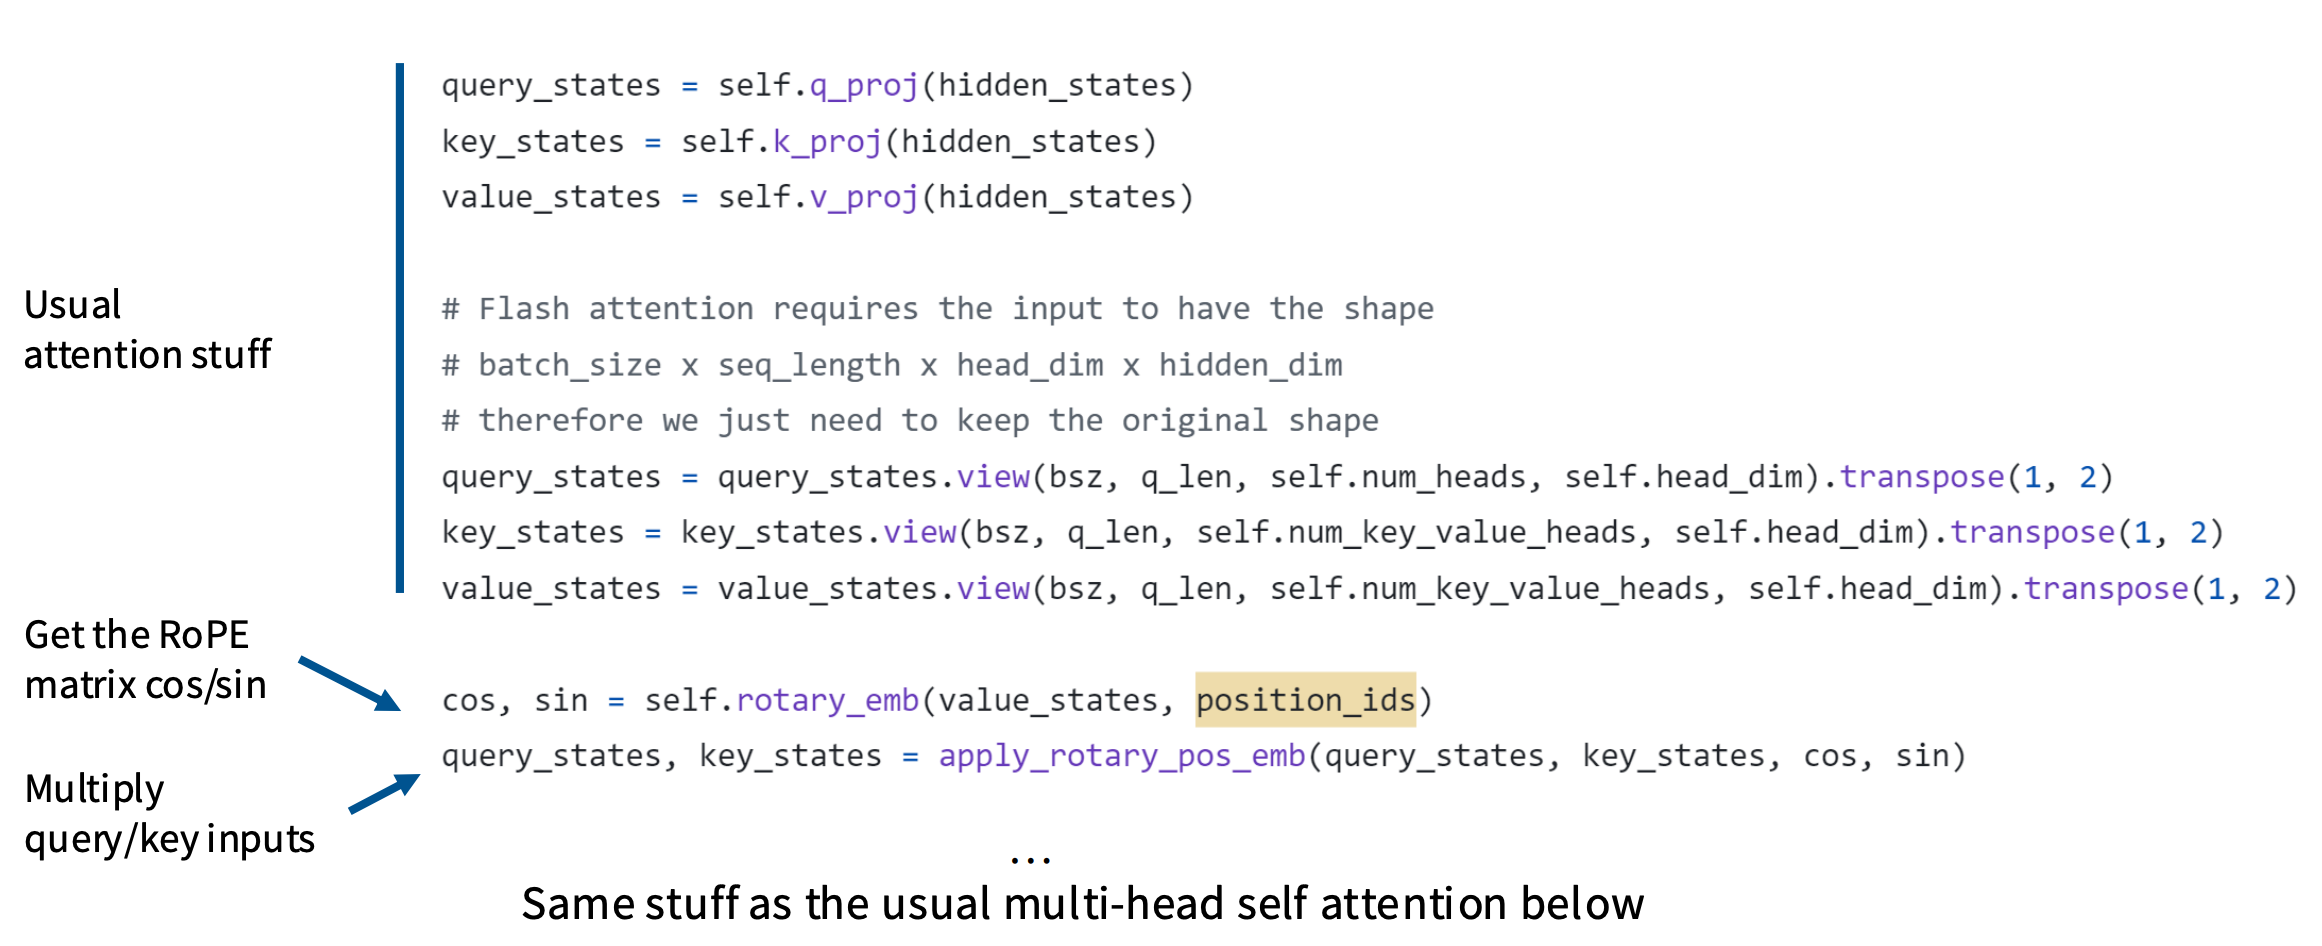 query_states = self.q_proj(hidden_states)
key_states = self.k_proj(hidden_states)
value_states = self.v_proj(hidden_states)
# Flash attention requires the input to have the shape
# batch_size x seq_length x head_dim x hidden_dim
# therefore we just need to keep the original shape
query_states = query_states.view(bsz, q_len, self.num_heads, self.head_dim).transpose(1, 2)
key_states = key_states.view(bsz, q_len, self.num_key_value_heads, self.head_dim).transpose(1, 2)
value_states = value_states.view(bsz, q_len, self.num_key_value_heads, self.head_dim).transpose(1, 2)
Usual
attention stuff
Get the RoPE
matrix cos/sin
cos, sin = self.rotary_emb(value_states, position_ids)
query_states, key_states = apply_rotary_pos_emb(query_states, key_states, cos, sin)
Multiply
query/key inputs
...
Same stuff as the usual multi-head self attention below